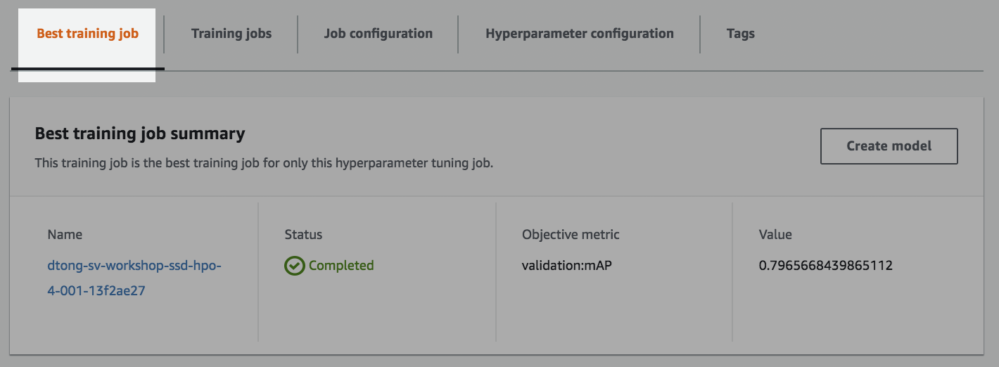 Best training job
Training jobs
Job configuration
Hyperparameter configuration
Tags
Best training job summary
This training job is the best training job for only this hyperparameter tuning job.
Create model
Name
dtong-sv-workshop-ssd-hpo-
4-001-13f2ae27
Status
Completed
Objective metric
validation:mAP
Value
0.7965668439865112